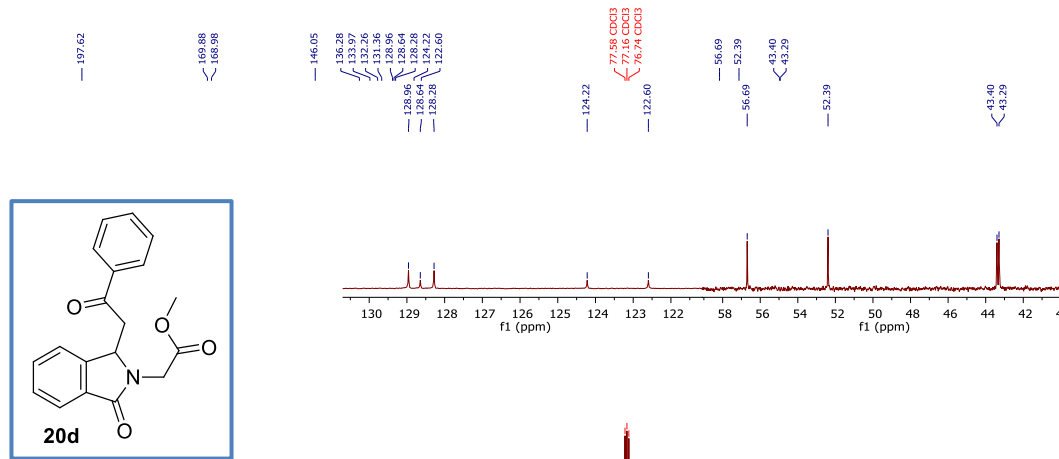 197.62
169.88
168.98
146.05
136.28
133.97
132.26
131.36
128.96
128.64
128.28
124.22
122.60
77.58 CDCl3
77.16 CDCl3
76.74 CDCl3
56.69
52.39
43.40
43.29
128.96
128.64
128.28
124.22
122.60
56.69
52.39
43.40
43.29
130 129 128 127 126 125 124 123 122
f1 (ppm)
56 54 52 50 48 46 44 42
f1 (ppm)
O
O
O
N
O
20d